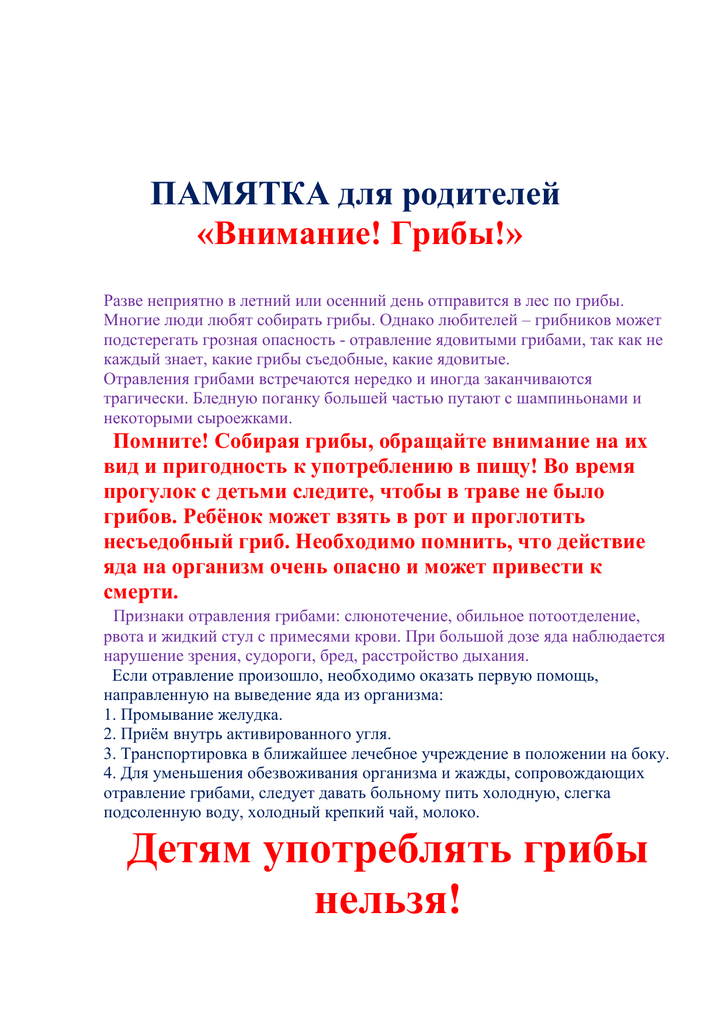 ПАМЯТКА для родителей
«Внимание! Грибы!»
Разве неприятно в летний или осенний день отправится в лес по грибы.
Многие люди любят собирать грибы. Однако любителей – грибников может
подстерегать грозная опасность - отравление ядовитыми грибами, так как не
каждый знает, какие грибы съедобные, какие ядовитые.
Отравления грибами встречаются нередко и иногда заканчиваются
трагически. Бледную поганку большей частью путают с шампиньонами и
некоторыми сыроежками.
Помните! Собирая грибы, обращайте внимание на их
вид и пригодность к употреблению в пищу! Во время
прогулок с детьми следите, чтобы в траве не было
грибов. Ребёнок может взять в рот и проглотить
несъедобный гриб. Необходимо помнить, что действие
яда на организм очень опасно и может привести к
смерти.
Признаки отравления грибами: слюнотечение, обильное потоотделение,
рвота и жидкий стул с примесями крови. При большой дозе яда наблюдается
нарушение зрения, судороги, бред, расстройство дыхания.
Если отравление произошло, необходимо оказать первую помощь,
направленную на выведение яда из организма:
1. Промывание желудка.
2. Приём внутрь активированного угля.
3. Транспортировка в ближайшее лечебное учреждение в положении на боку.
4. Для уменьшения обезвоживания организма и жажды, сопровождающих
отравление грибами, следует давать больному пить холодную, слегка
подсоленную воду, холодный крепкий чай, молоко.
Детям употреблять грибы
нельзя!